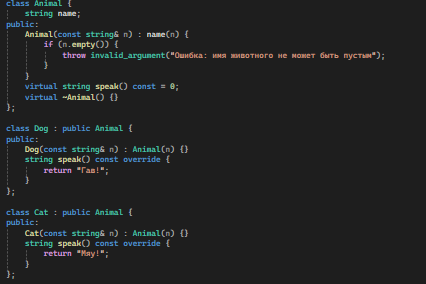 class Animal {
    string name;
public:
    Animal(const string& n) : name(n) {
        if (n.empty()) {
            throw invalid_argument("Ошибка: имя животного не может быть пустым");
        }
    }
    virtual string speak() const = 0;
    virtual ~Animal() {}
};

class Dog : public Animal {
public:
    Dog(const string& n) : Animal(n) {}
    string speak() const override {
        return "Гав!";
    }
};

class Cat : public Animal {
public:
    Cat(const string& n) : Animal(n) {}
    string speak() const override {
        return "Мяу!";
    }
};